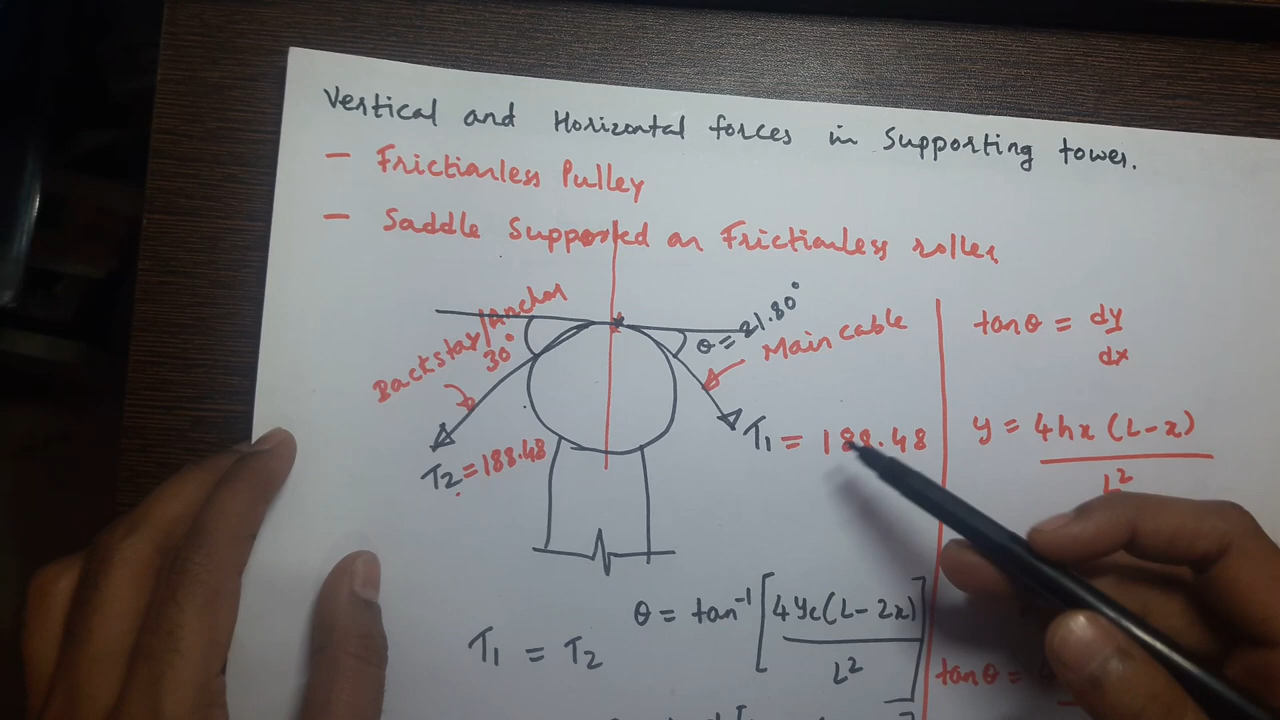 Vertical and Horizontal forces in Supporting tower.
– Frictionless Pulley
– Saddle Supported on Frictionless roller
Backstay/Anchor
30°
θ = 21.80°
Main cable
T₂ = 188.48
T₁ = 188.48
T₁ = T₂
θ = tan⁻¹ [4yc(L-2x) / L²]
tanθ = dy/dx
y = 4hx(L-x) / L²
tanθ =